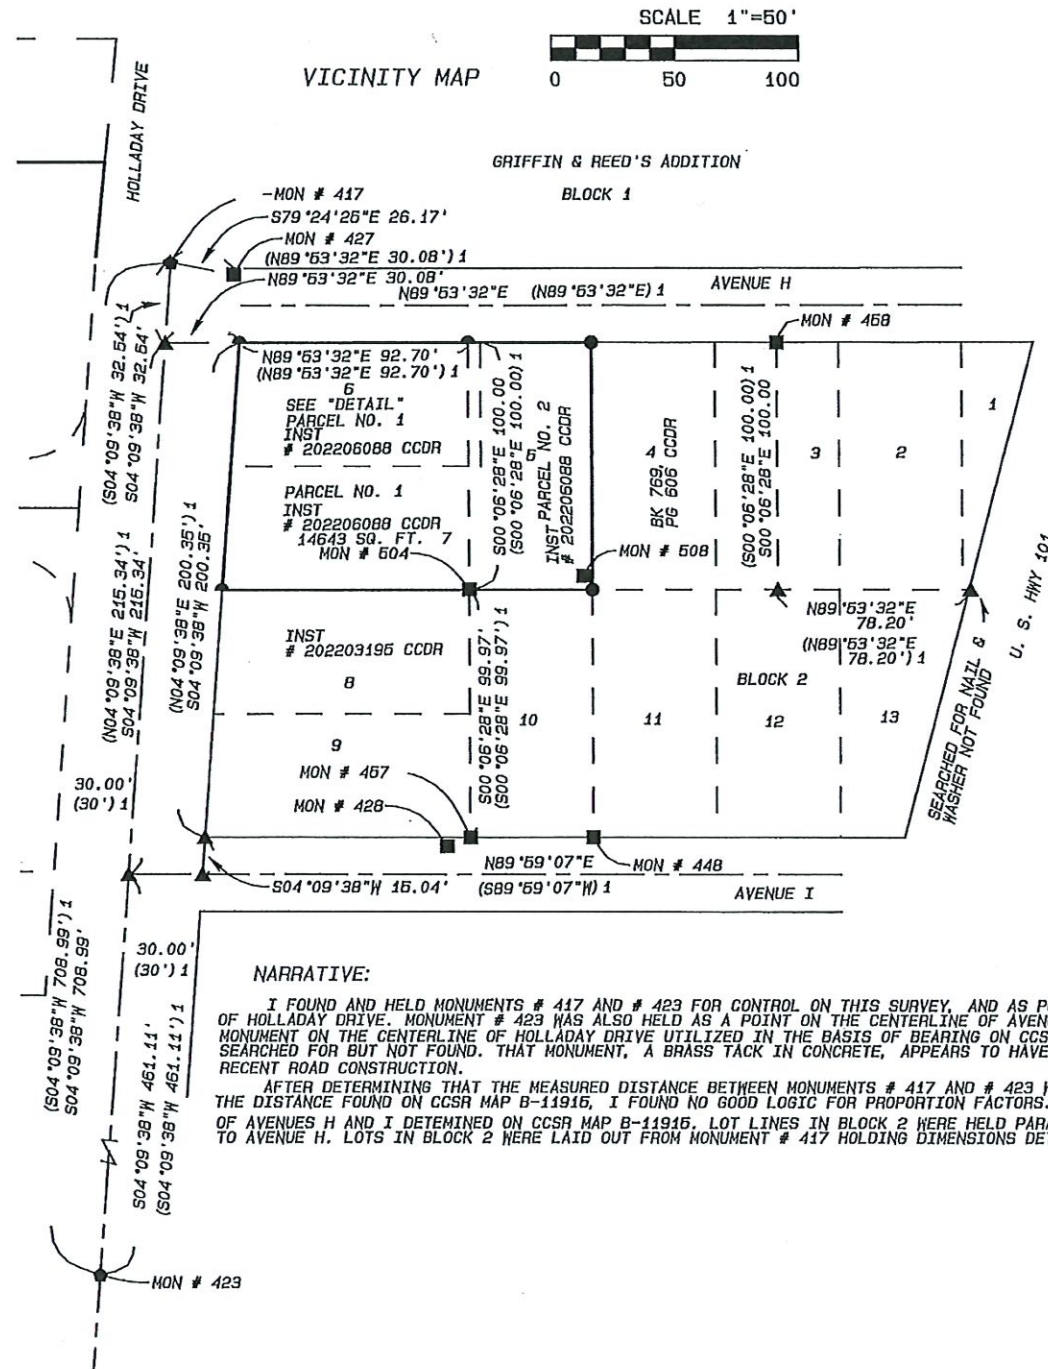 SCALE 1"=50'
0 50 100
VICINITY MAP
HOLLADAY DRIVE
GRIFFIN & REED'S ADDITION
BLOCK 1
MON # 417
S79°24'26"E 26.17'
MON # 427
(N89°53'32"E 30.08') 1
N89°53'32"E 30.08'
N89°53'32"E (N89°53'32"E) 1
AVENUE H
MON # 458
(S04°09'38"W 32.54') 1
S04°09'38"W 32.54'
N89°53'32"E 92.70'
(N89°53'32"E 92.70') 1
6
SEE "DETAIL"
PARCEL NO. 1
INST
# 202206088 CCDR
PARCEL NO. 1
INST
# 202206088 CCDR
14643 SQ. FT. 7
MON # 504
S00°06'28"E 100.00
(S00°06'28"E 100.00) 1
5
INST PARCEL NO. 2
# 202206088 CCDR
4
BK 769,
PG 606 CCDR
(S00°06'28"E 100.00) 1
S00°06'28"E 100.00
3
2
1
MON # 508
(N04°09'38"E 215.34') 1
S04°09'38"W 215.34'
(N04°09'38"E 200.35')
S04°09'38"W 200.35'
N89°53'32"E
78.20'
(N89°53'32"E
78.20') 1
SEARCHED FOR NAIL &
WASHER NOT FOUND
U. S. HWY 101
INST
# 202203195 CCDR
8
9
S00°06'28"E 99.97'
(S00°06'28"E 99.97') 1
10
11
BLOCK 2
12
13
30.00'
(30') 1
MON # 457
MON # 428
N89°59'07"E
(S89°59'07"W) 1
MON # 448
S04°09'38"W 15.04'
AVENUE I
(S04°09'38"W 708.99') 1
S04°09'38"W 708.99'
30.00'
(30') 1
S04°09'38"W 461.11'
(S04°09'38"W 461.11') 1
MON # 423
NARRATIVE:
I FOUND AND HELD MONUMENTS # 417 AND # 423 FOR CONTROL ON THIS SURVEY, AND AS
OF HOLLADAY DRIVE. MONUMENT # 423 WAS ALSO HELD AS A POINT ON THE CENTERLINE OF AVEN
MONUMENT ON THE CENTERLINE OF HOLLADAY DRIVE UTILIZED IN THE BASIS OF BEARING ON CCS
SEARCHED FOR BUT NOT FOUND. THAT MONUMENT, A BRASS TACK IN CONCRETE, APPEARS TO HAVE
RECENT ROAD CONSTRUCTION.
AFTER DETERMINING THAT THE MEASURED DISTANCE BETWEEN MONUMENTS # 417 AND # 423
THE DISTANCE FOUND ON CCSR MAP B-11915, I FOUND NO GOOD LOGIC FOR PROPORTION FACTORS.
OF AVENUES H AND I DETEMINED ON CCSR MAP B-11915. LOT LINES IN BLOCK 2 WERE HELD PAR
TO AVENUE H. LOTS IN BLOCK 2 WERE LAID OUT FROM MONUMENT # 417 HOLDING DIMENSIONS DE